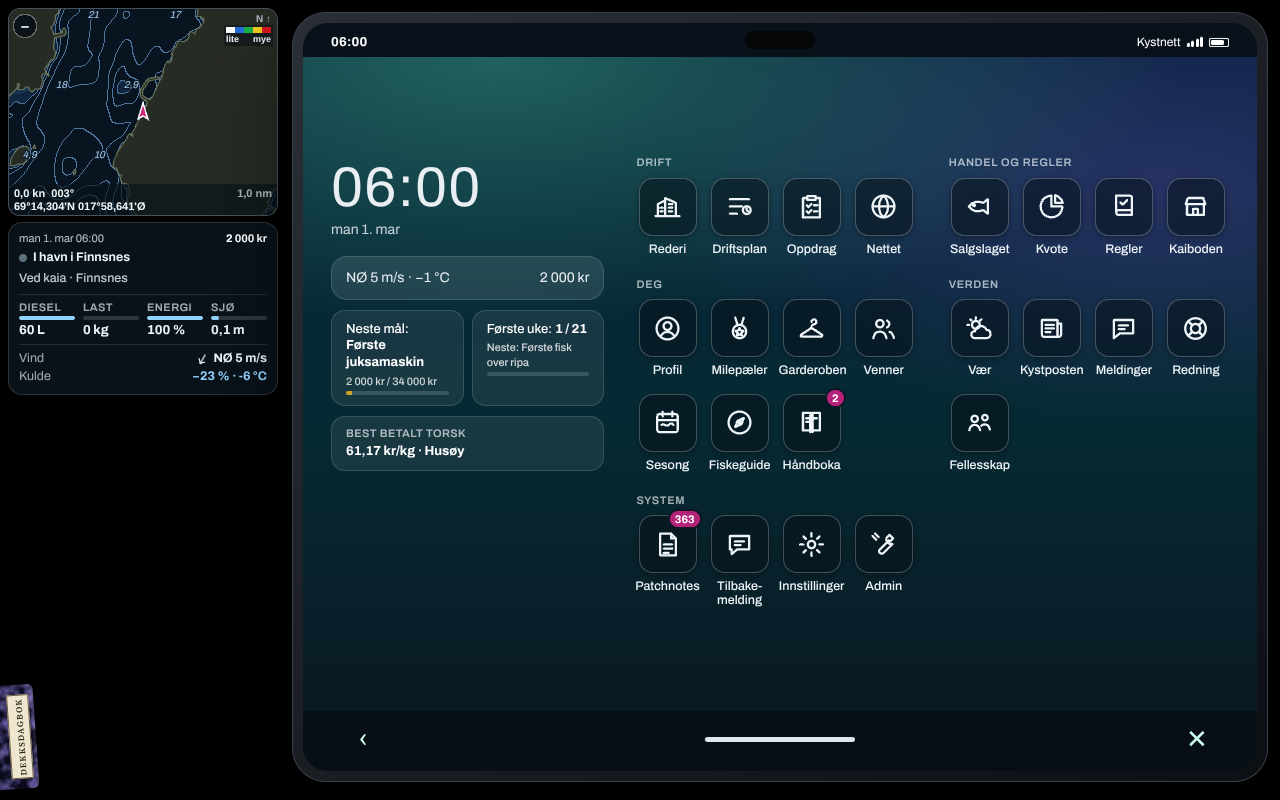 21
17
N ↑
−
lite mye
18
2,9
4,9
10
0,0 kn 003°
1,0 nm
69°14,304'N 017°58,641'Ø
man 1. mar 06:00
2 000 kr
I havn i Finnsnes
Ved kaia · Finnsnes
DIESEL LAST ENERGI SJØ
60 L 0 kg 100 % 0,1 m
Vind ↙ NØ 5 m/s
Kulde −23 % · -6 °C
DEKKSDAGBOK
06:00
Kystnett
06:00
man 1. mar
NØ 5 m/s · −1 °C
2 000 kr
Neste mål:
Første
juksamaskin
2 000 kr / 34 000 kr
Første uke: 1 / 21
Neste: Første fisk
over ripa
BEST BETALT TORSK
61,17 kr/kg · Husøy
DRIFT
Rederi Driftsplan Oppdrag Nettet
DEG
Profil Milepæler Garderoben Venner
2
Sesong Fiskeguide Håndboka
SYSTEM
363
Patchnotes Tilbake-
melding Innstillinger Admin
HANDEL OG REGLER
Salgslaget Kvote Regler Kaiboden
VERDEN
Vær Kystposten Meldinger Redning
Fellesskap
‹
✕